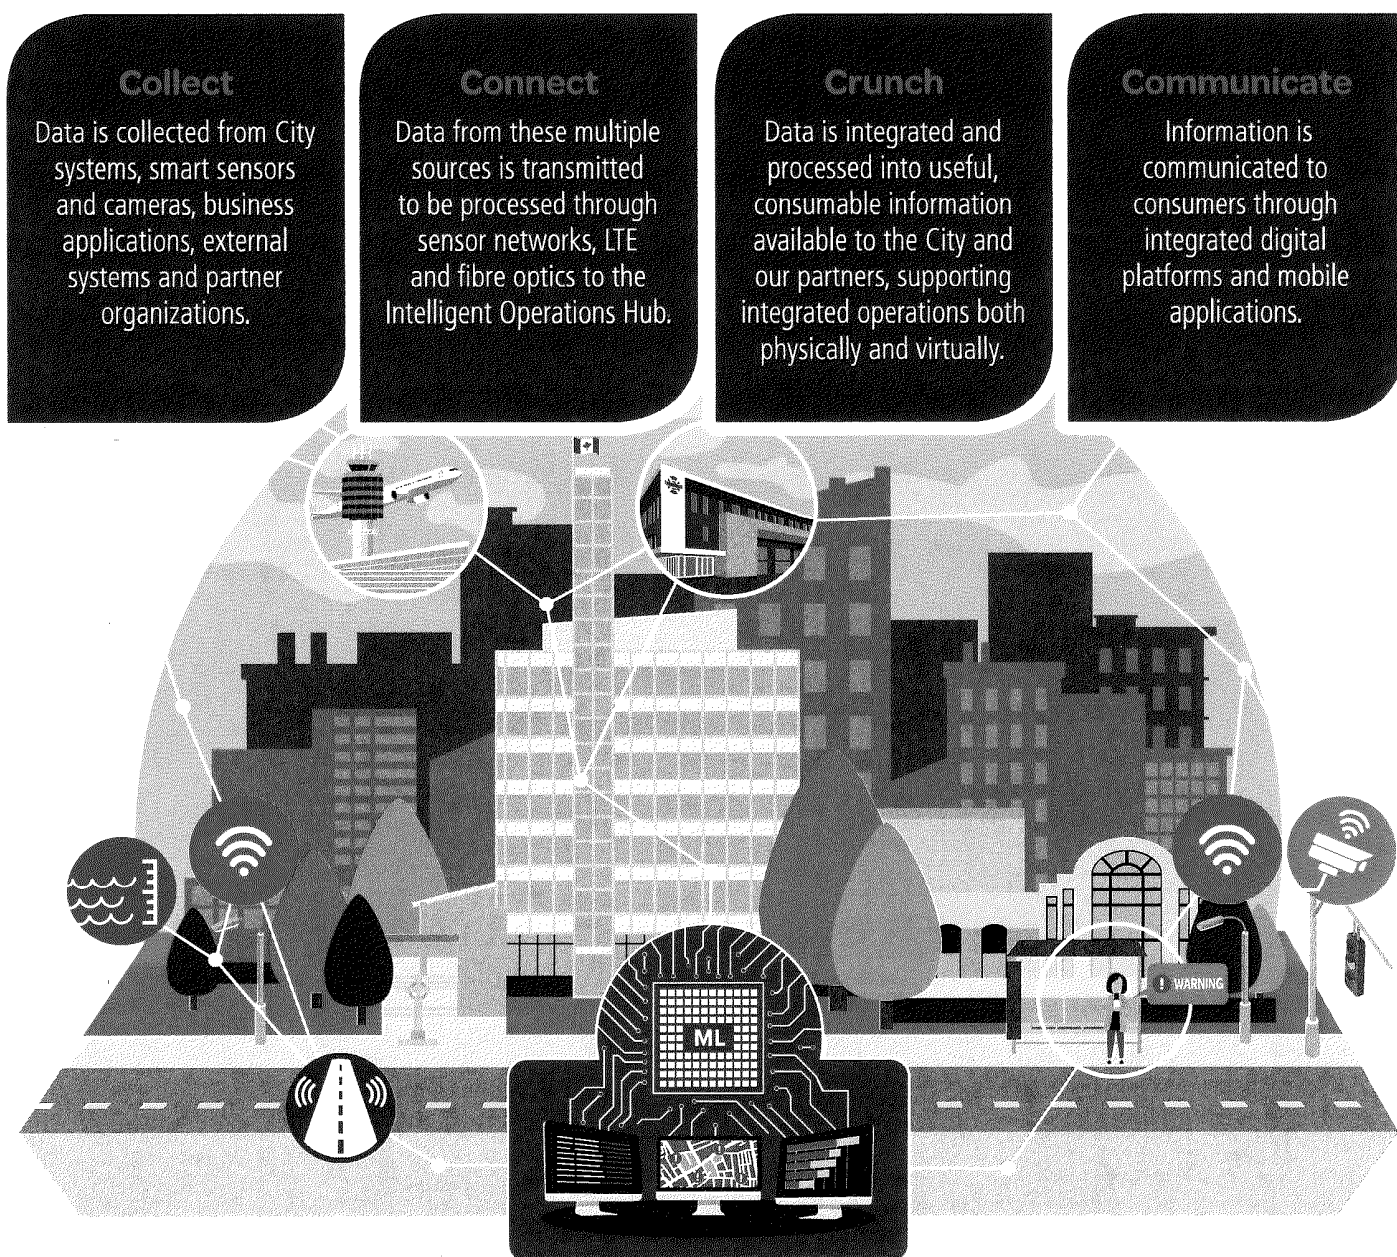 Collect
Data is collected from City
systems, smart sensors
and cameras, business
applications, external
systems and partner
organizations.
Connect
Data from these multiple
sources is transmitted
to be processed through
sensor networks, LTE
and fibre optics to the
Intelligent Operations Hub.
Crunch
Data is integrated and
processed into useful,
consumable information
available to the City and
our partners, supporting
integrated operations both
physically and virtually.
Communicate
Information is
communicated to
consumers through
integrated digital
platforms and mobile
applications.
! WARNING
ML